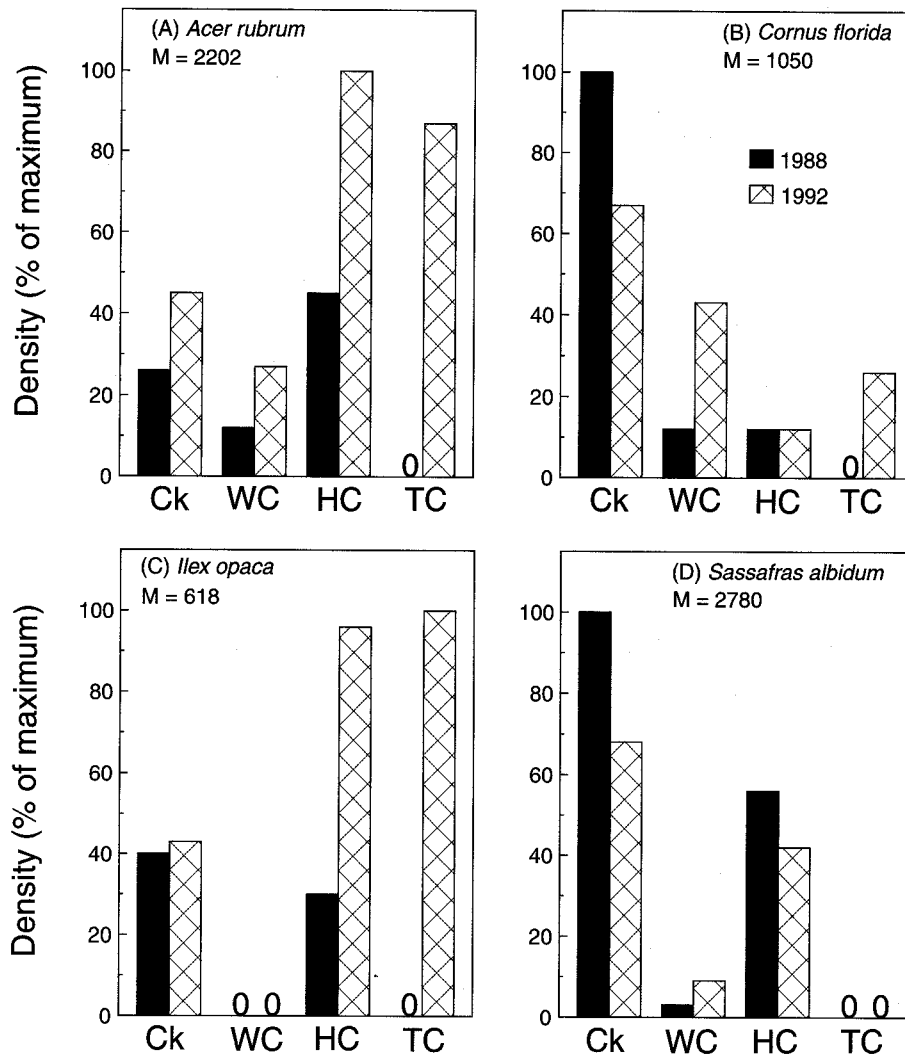 (A) Acer rubrum
M = 2202
Density (% of maximum)
100
80
60
40
20
0
0
Ck WC HC TC
(B) Cornus florida
M = 1050
1988
1992
100
80
60
40
20
0
0
Ck WC HC TC
(C) Ilex opaca
M = 618
Density (% of maximum)
100
80
60
40
20
0
0 0 0
Ck WC HC TC
(D) Sassafras albidum
M = 2780
100
80
60
40
20
0
0 0
Ck WC HC TC